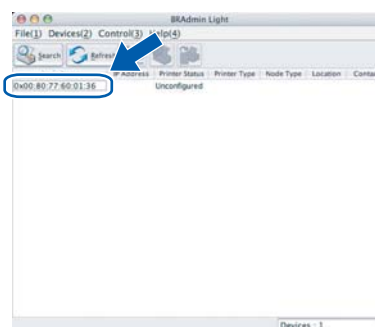 BRAdmin Light
File(1) Devices(2) Control(3) Help(4)
Search Refresh
IP Address Printer Status Printer Type Node Type Location Contact
0x00:80:77:60:01:36 Unconfigured
Devices : 1